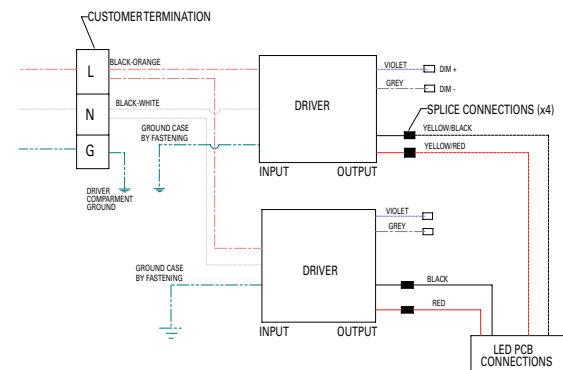 CUSTOMER TERMINATION
L
BLACK-ORANGE
N
BLACK-WHITE
G
GROUND CASE
BY FASTENING
DRIVER
COMPARMENT
GROUND
DRIVER
INPUT
OUTPUT
VIOLET
DIM +
GREY
DIM -
SPLICE CONNECTIONS (x4)
YELLOW/BLACK
YELLOW/RED
GROUND CASE
BY FASTENING
DRIVER
INPUT
OUTPUT
VIOLET
GREY
BLACK
RED
LED PCB
CONNECTIONS